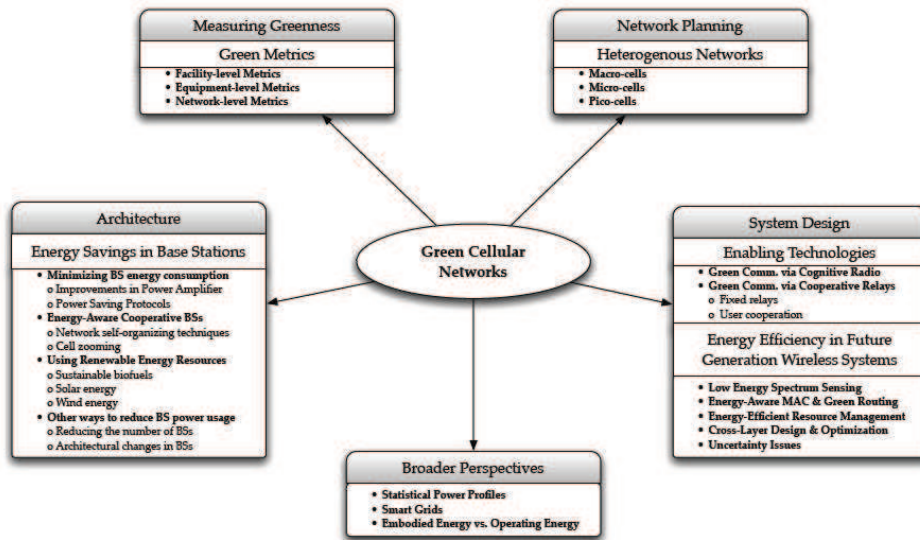 Measuring Greenness
Green Metrics
• Facility-level Metrics
• Equipment-level Metrics
• Network-level Metrics
Network Planning
Heterogenous Networks
• Macro-cells
• Micro-cells
• Pico-cells
Architecture
Energy Savings in Base Stations
• Minimizing BS energy consumption
o Improvements in Power Amplifier
o Power Saving Protocols
• Energy-Aware Cooperative BSs
o Network self-organizing techniques
o Cell zooming
• Using Renewable Energy Resources
o Sustainable biofuels
o Solar energy
o Wind energy
• Other ways to reduce BS power usage
o Reducing the number of BSs
o Architectural changes in BSs
Green Cellular
Networks
System Design
Enabling Technologies
• Green Comm. via Cognitive Radio
• Green Comm. via Cooperative Relays
o Fixed relays
o User cooperation
Energy Efficiency in Future
Generation Wireless Systems
• Low Energy Spectrum Sensing
• Energy-Aware MAC & Green Routing
• Energy-Efficient Resource Management
• Cross-Layer Design & Optimization
• Uncertainty Issues
Broader Perspectives
• Statistical Power Profiles
• Smart Grids
• Embodied Energy vs. Operating Energy